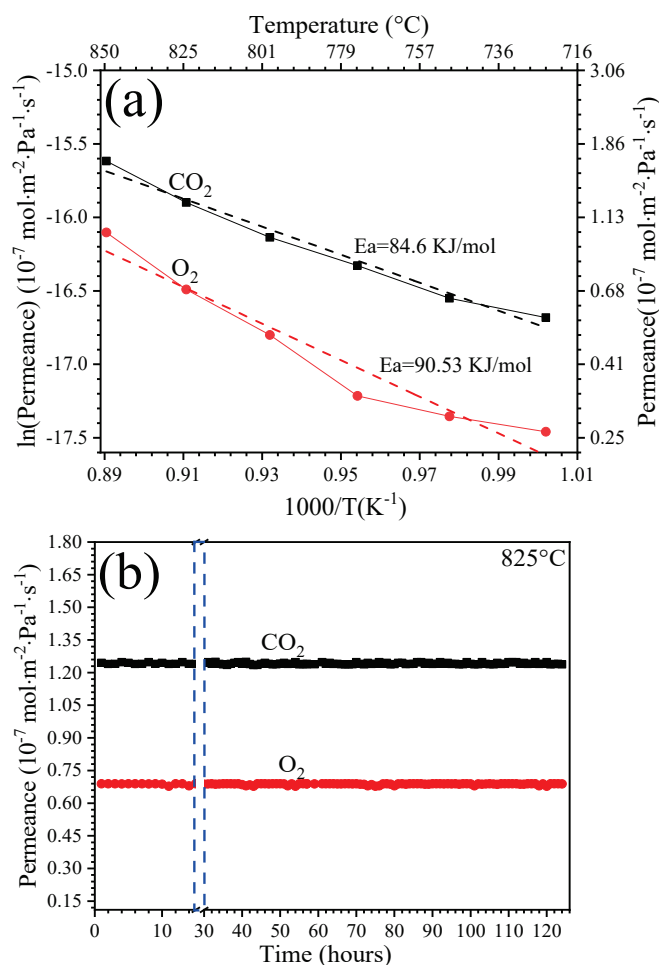 Temperature (°C)
850 825 801 779 757 736 716
(a)
ln(Permeance) (10⁻⁷ mol·m⁻²·Pa⁻¹·s⁻¹)
-15.0
-15.5
-16.0
-16.5
-17.0
-17.5
CO₂
Ea=84.6 KJ/mol
O₂
Ea=90.53 KJ/mol
3.06
1.86
1.13
0.68
0.41
0.25
Permeance(10⁻⁷ mol·m⁻²·Pa⁻¹·s⁻¹)
0.89 0.91 0.93 0.95 0.97 0.99 1.01
1000/T(K⁻¹)
(b)
825°C
Permeance (10⁻⁷ mol·m⁻²·Pa⁻¹·s⁻¹)
1.80
1.65
1.50
1.35
1.20
1.05
0.90
0.75
0.60
0.45
0.30
0.15
CO₂
O₂
0 10 20 30 40 50 60 70 80 90 100 110 120
Time (hours)